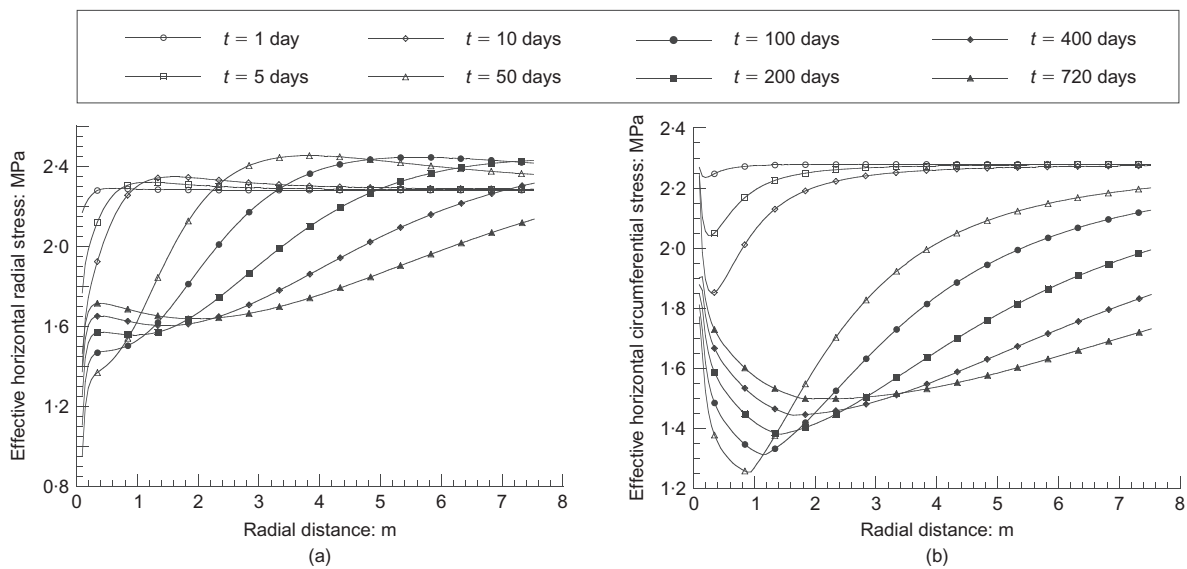 t = 1 day
t = 10 days
t = 100 days
t = 400 days
t = 5 days
t = 50 days
t = 200 days
t = 720 days
Effective horizontal radial stress: MPa
2·4
2·0
1·6
1·2
0·8
0 1 2 3 4 5 6 7 8
Radial distance: m
(a)
Effective horizontal circumferential stress: MPa
2·4
2·2
2·0
1·8
1·6
1·4
1·2
0 1 2 3 4 5 6 7 8
Radial distance: m
(b)